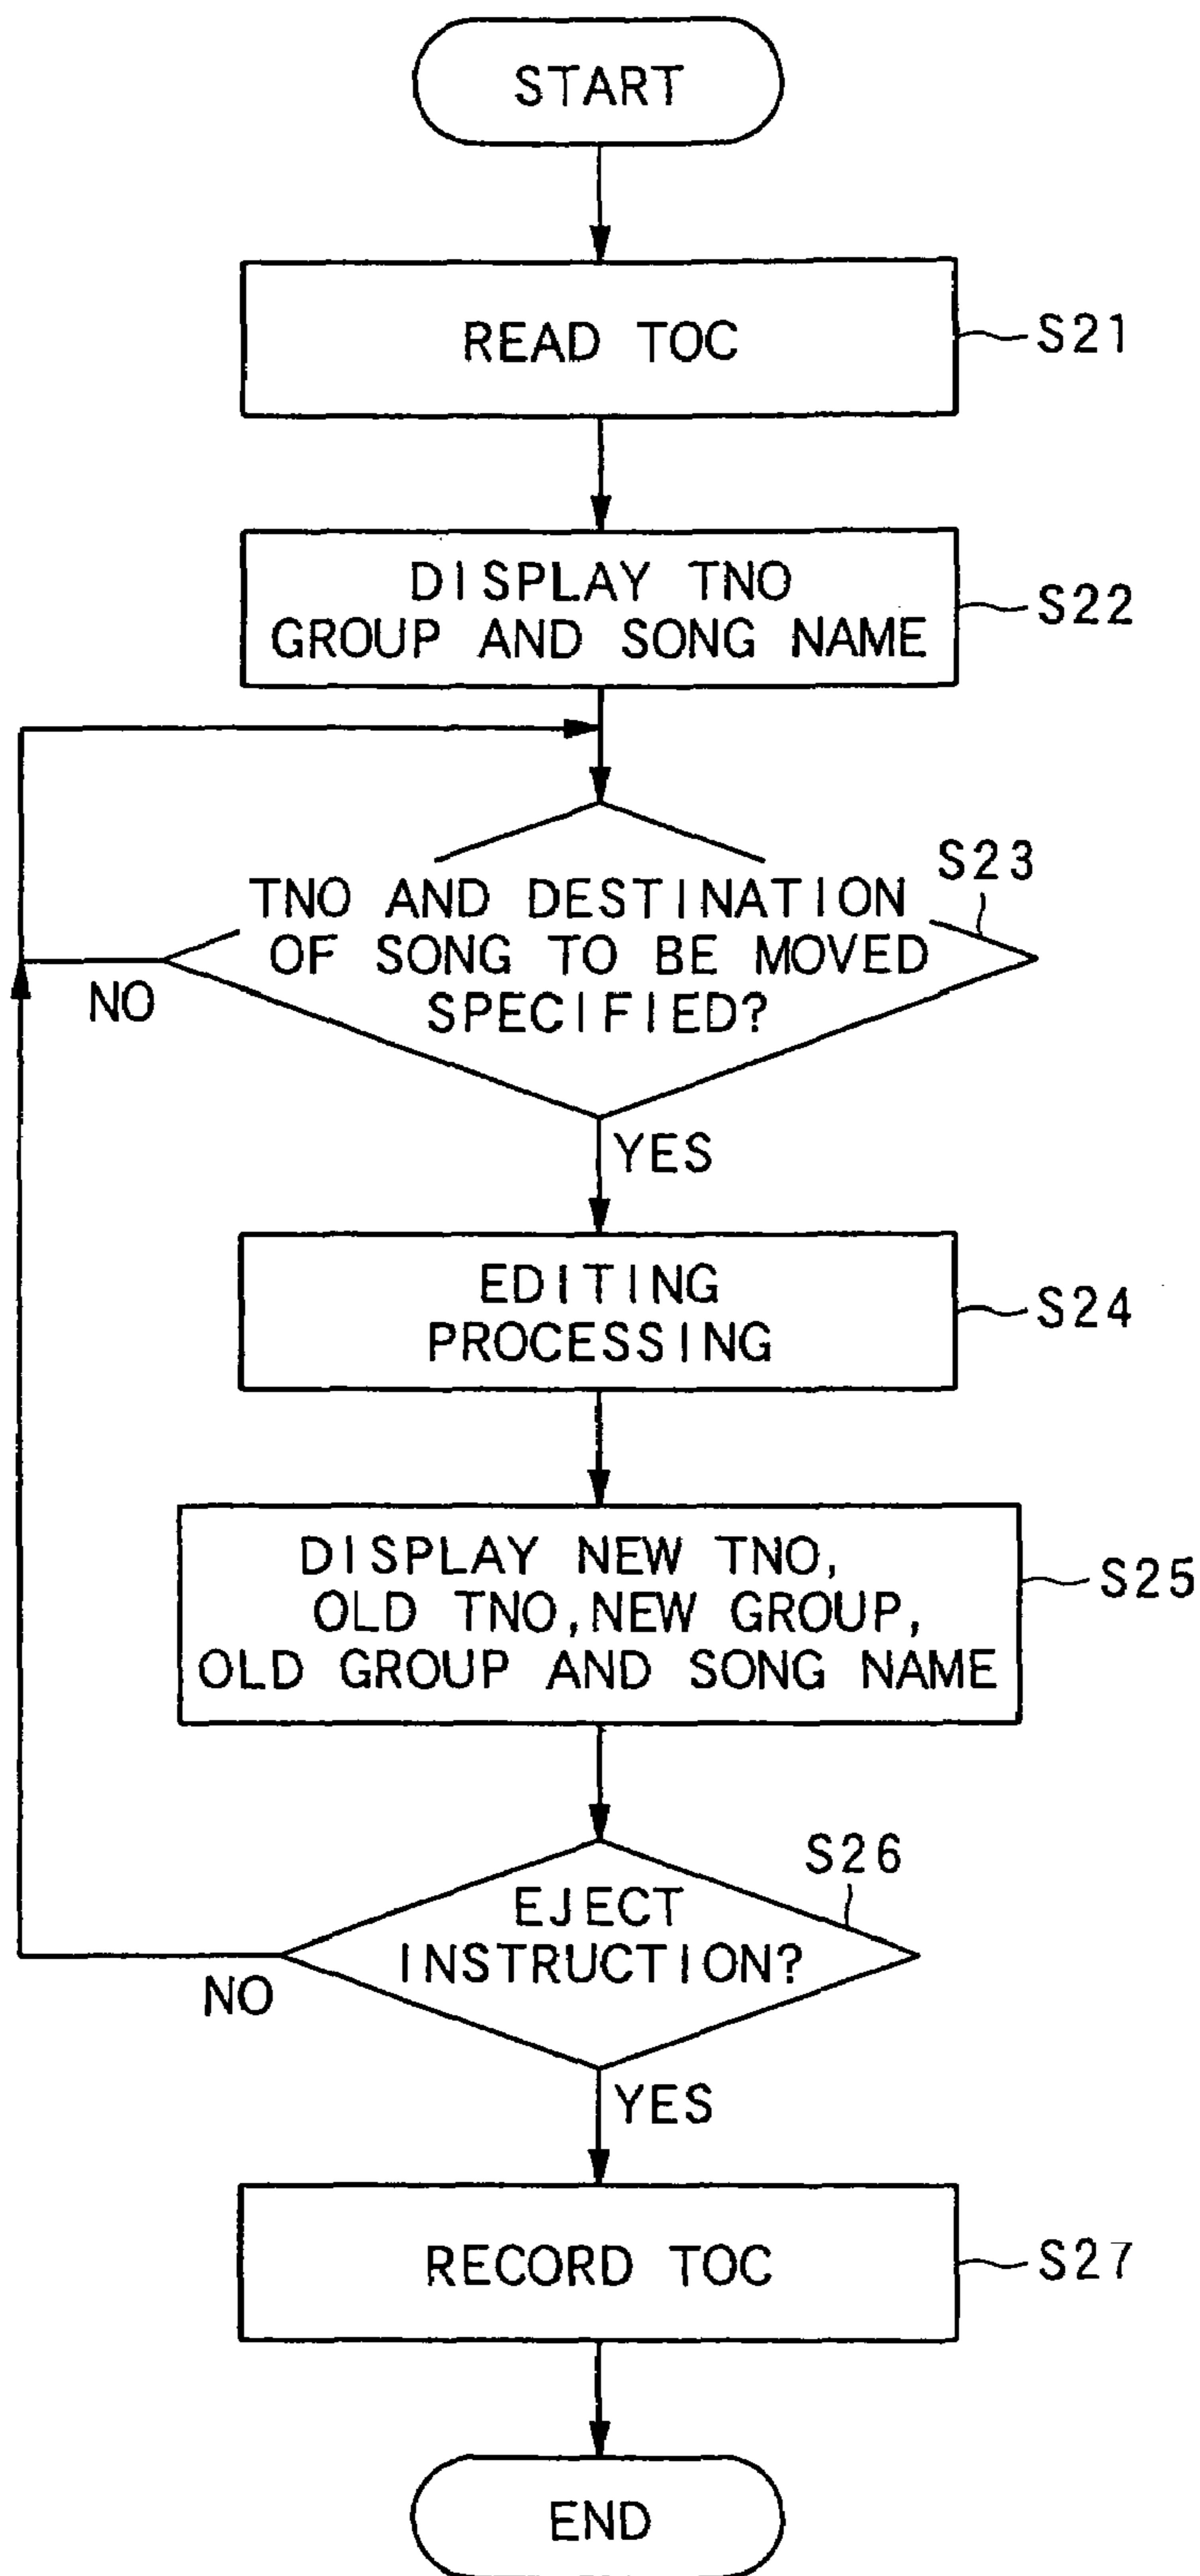 START
READ TOC
S21
DISPLAY TNO
GROUP AND SONG NAME
S22
S23
TNO AND DESTINATION
OF SONG TO BE MOVED
SPECIFIED?
NO
YES
EDITING
PROCESSING
S24
DISPLAY NEW TNO,
OLD TNO, NEW GROUP,
OLD GROUP AND SONG NAME
S25
S26
EJECT
INSTRUCTION?
NO
YES
RECORD TOC
S27
END